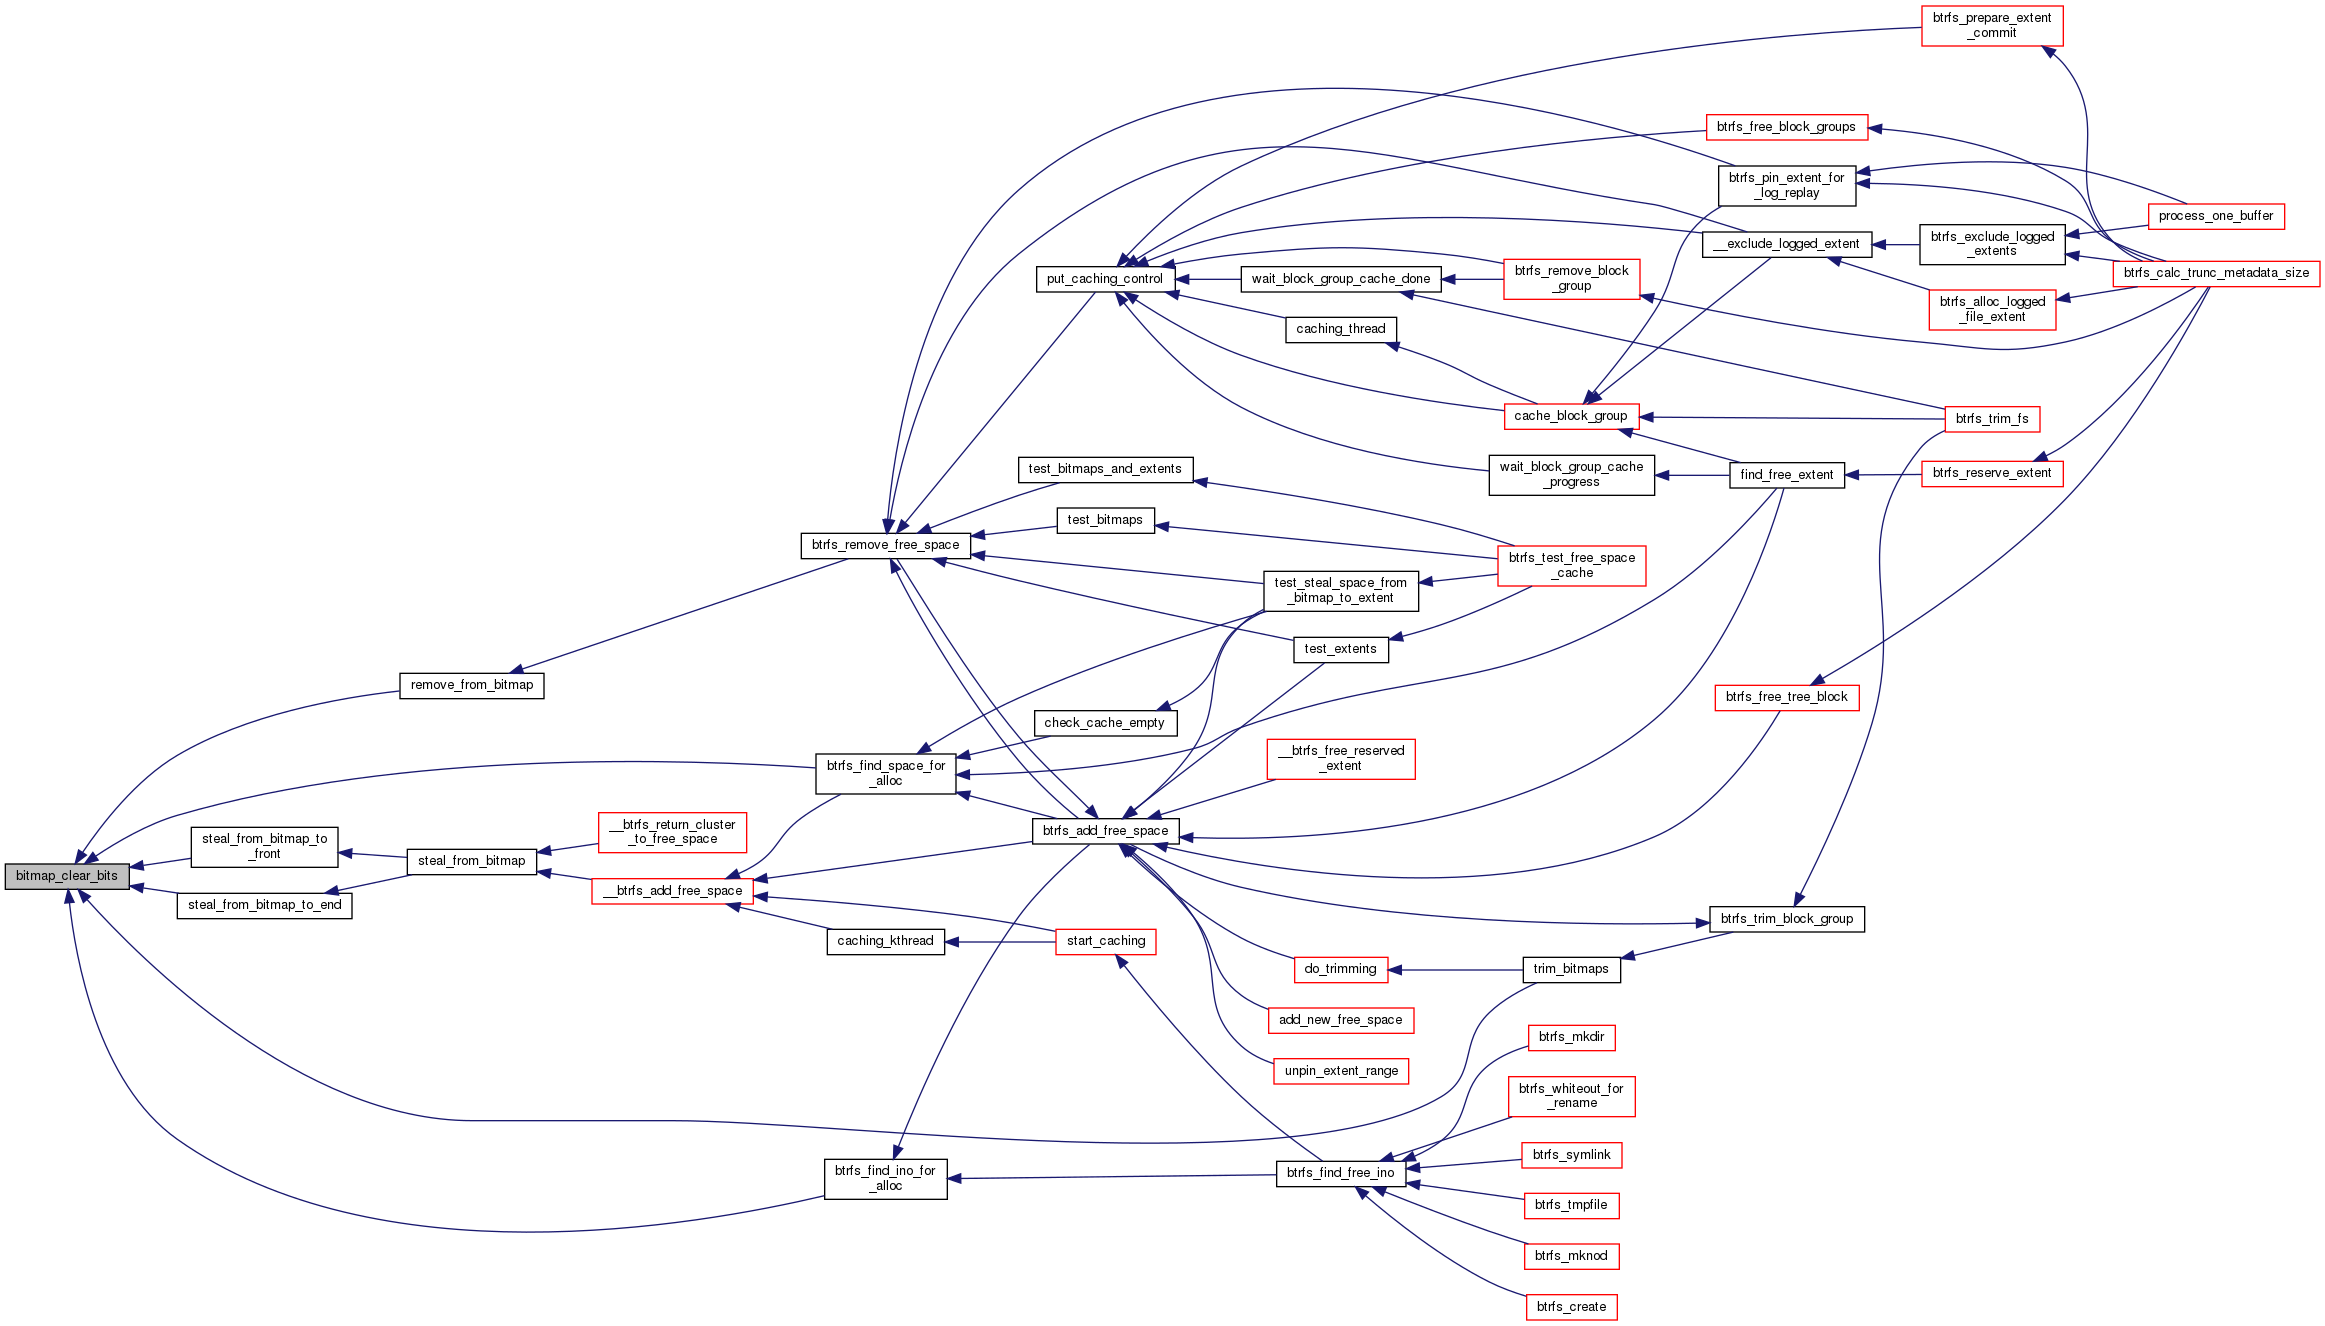 btrfs_prepare_extent
_commit
btrfs_free_block_groups
btrfs_pin_extent_for
_log_replay
process_one_buffer
btrfs_exclude_logged
_extents
__exclude_logged_extent
btrfs_calc_trunc_metadata_size
put_caching_control
wait_block_group_cache_done
btrfs_remove_block
_group
btrfs_alloc_logged
_file_extent
caching_thread
cache_block_group
btrfs_trim_fs
test_bitmaps_and_extents
wait_block_group_cache
_progress
find_free_extent
btrfs_reserve_extent
test_bitmaps
btrfs_remove_free_space
btrfs_test_free_space
_cache
test_steal_space_from
_bitmap_to_extent
test_extents
remove_from_bitmap
btrfs_free_tree_block
check_cache_empty
btrfs_find_space_for
_alloc
__btrfs_free_reserved
_extent
__btrfs_return_cluster
_to_free_space
btrfs_add_free_space
steal_from_bitmap_to
_front
steal_from_bitmap
bitmap_clear_bits
__btrfs_add_free_space
steal_from_bitmap_to_end
btrfs_trim_block_group
caching_kthread
start_caching
do_trimming
trim_bitmaps
add_new_free_space
btrfs_mkdir
unpin_extent_range
btrfs_whiteout_for
_rename
btrfs_symlink
btrfs_find_ino_for
_alloc
btrfs_find_free_ino
btrfs_tmpfile
btrfs_mknod
btrfs_create